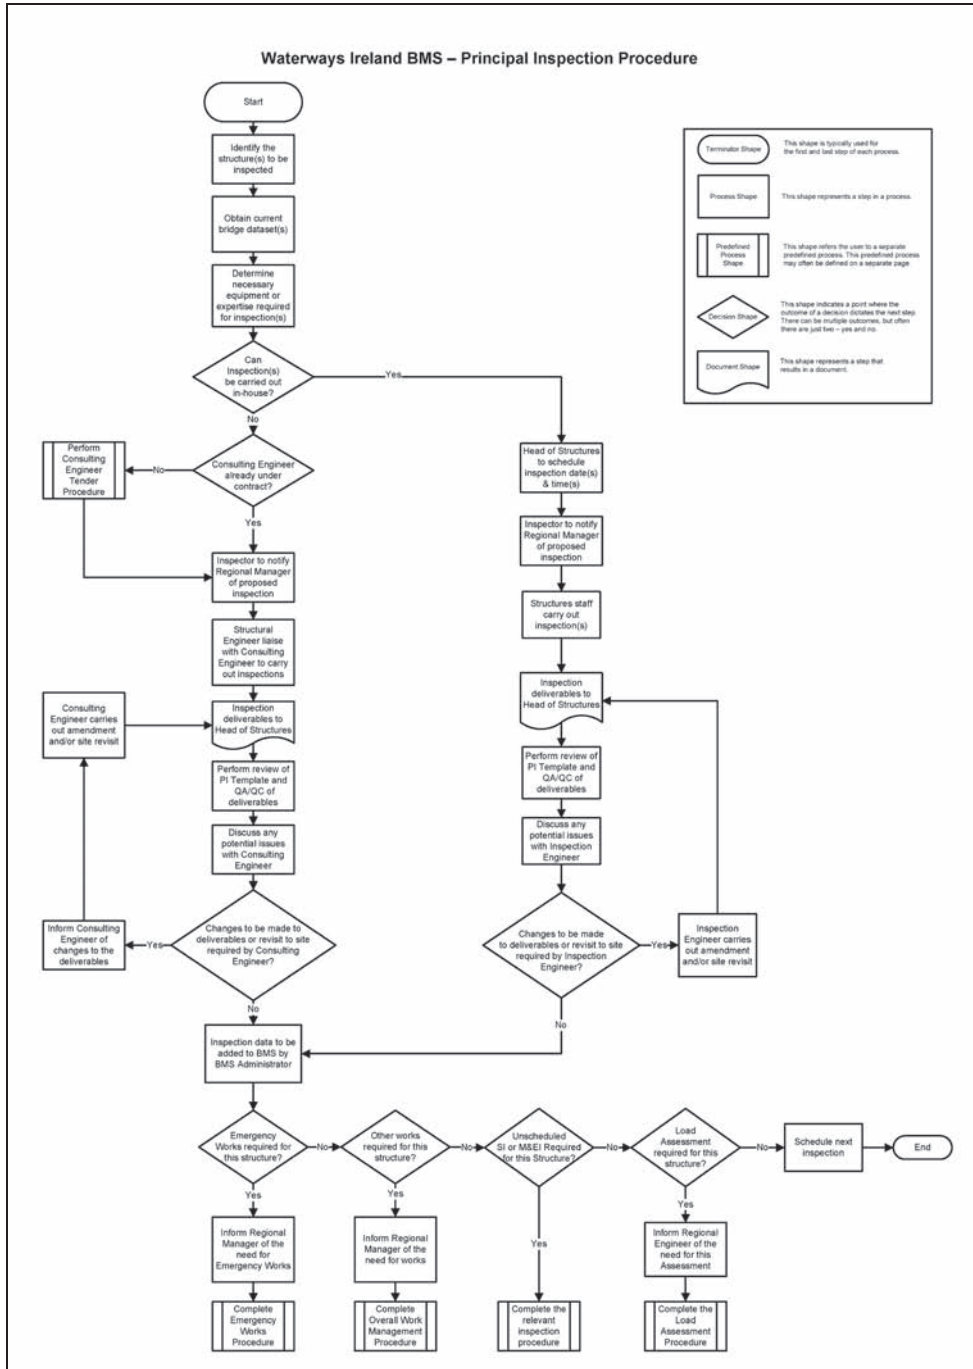 Waterways Ireland BMS – Principal Inspection Procedure
Start
Identify the
structure(s) to be
inspected
Obtain current
bridge dataset(s)
Determine
necessary
equipment or
expertise required
for inspection(s)
Can
Inspection(s)
be carried out
in-house?
Yes
No
Terminator Shape
This shape is typically used for
the first and last step of each process.
Process Shape
This shape represents a step in a process.
Predefined
Process
Shape
This shape refers the user to a separate
predefined process. This predefined process
may often be defined on a separate page
Decision Shape
This shape indicates a point where the
outcome of a decision dictates the next step
There can be multiple outcomes, but often
there are just two – yes and no.
Document Shape
This shape represents a step that
results in a document.
Perform
Consulting
Engineer
Tender
Procedure
No
Consulting Engineer
already under
contract?
Yes
Inspector to notify
Regional Manager
of proposed
inspection
Structural
Engineer liaise
with Consulting
Engineer to carry
out inspections
Consulting
Engineer carries
out amendment
and/or site revisit
Inspection
deliverables to
Head of Structures
Perform review of
PI Template and
QA/QC of
deliverables
Discuss any
potential issues
with Consulting
Engineer
Inform Consulting
Engineer of
changes to the
deliverables
Yes
Changes to be made to
deliverables or revisit to site
required by Consulting
Engineer?
No
Head of Structures
to schedule
inspection date(s)
& time(s)
Inspector to notify
Regional Manager
of proposed
inspection
Structures staff
carry out
inspection(s)
Inspection
deliverables to
Head of Structures
Perform review of
PI Template and
QA/QC of
deliverables
Discuss any
potential issues
with Inspection
Engineer
Changes to be made
to deliverables or revisit to site
required by Inspection
Engineer?
Yes
Inspection
Engineer carries
out amendment
and/or site revisit
No
Inspection data to be
added to BMS by
BMS Administrator
Emergency
Works required for
this structure?
No
Other works
required for this
structure?
No
Unscheduled
SI or M&EI Required
for this Structure?
No
Load
Assessment
required for this
structure?
No
Schedule next
inspection
End
Yes
Inform Regional
Manager of the
need for
Emergency Works
Complete
Emergency
Works
Procedure
Yes
Inform Regional
Manager of the
need for works
Complete
Overall Work
Management
Procedure
Yes
Complete the
relevant
inspection
procedure
Yes
Inform Regional
Engineer of the
need for this
Assessment
Complete the
Load
Assessment
Procedure